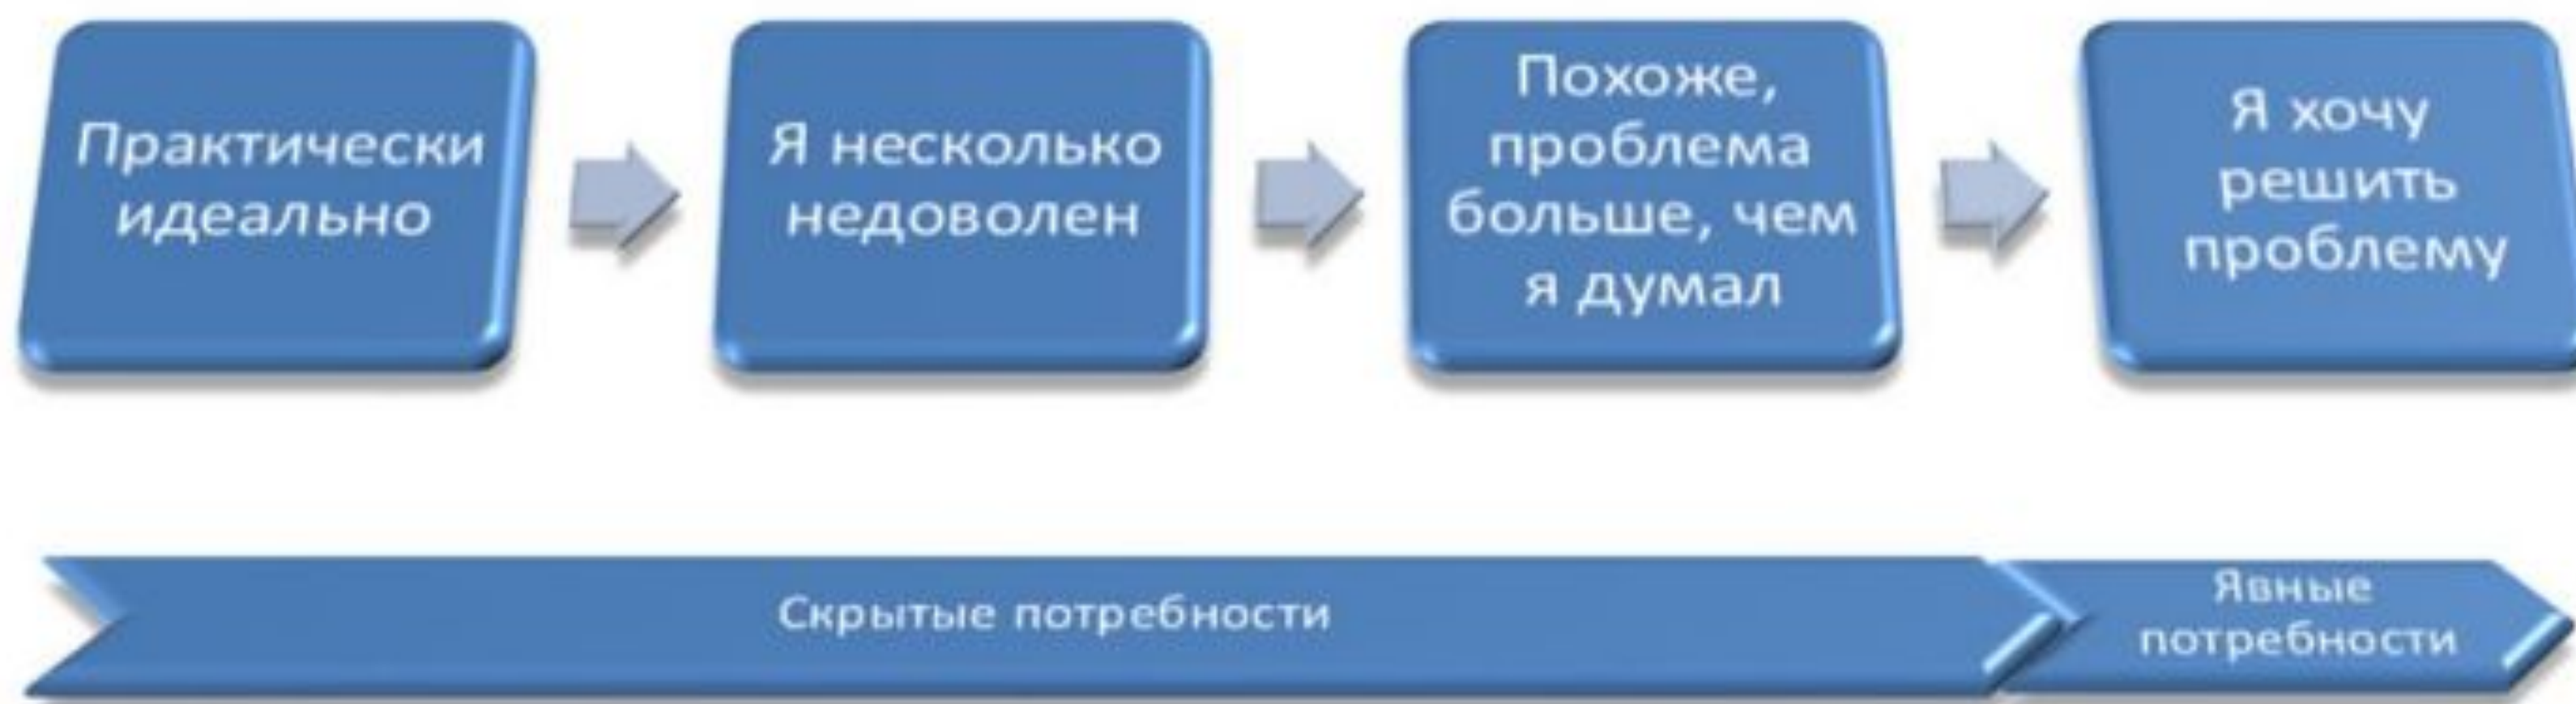 Практически
идеально
Я несколько
недоволен
Похоже,
проблема
больше, чем
я думал
Я хочу
решить
проблему
Скрытые потребности
Явные
потребности